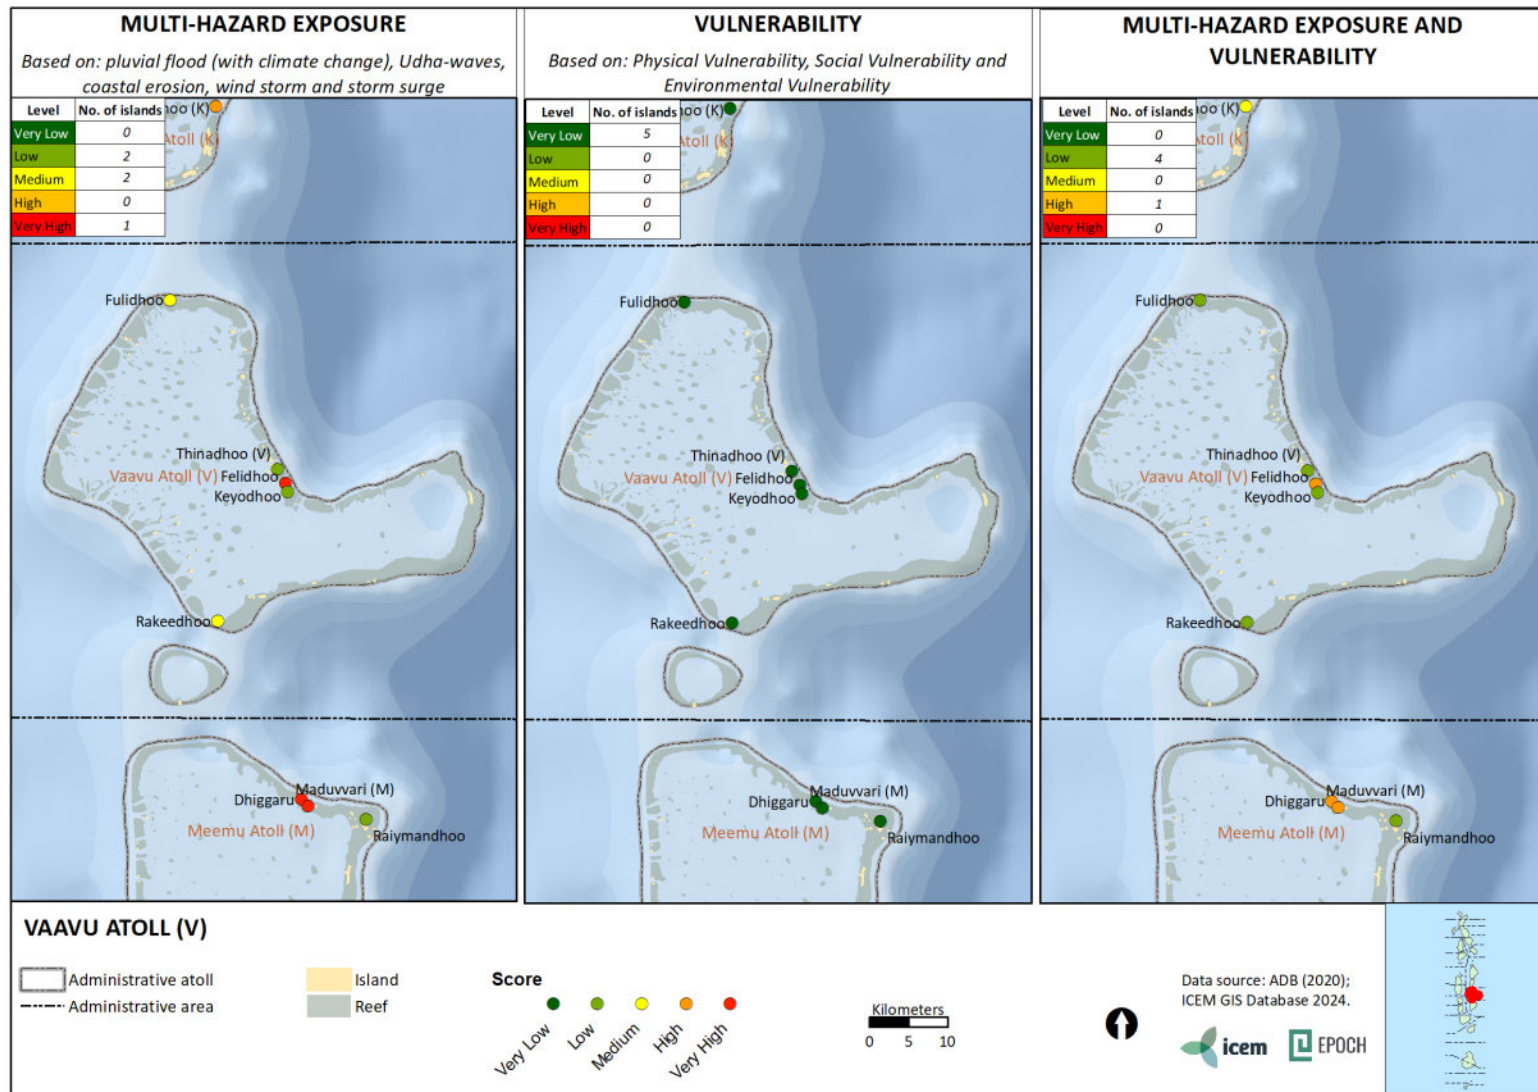 MULTI-HAZARD EXPOSURE
Based on: pluvial flood (with climate change), Udha-waves,
coastal erosion, wind storm and storm surge
Level No. of islands
Very Low 0
Low 2
Medium 2
High 0
Very High 1
hoo (K)
Atoll (K)
Fulidhoo
Thinadhoo (V)
Vaavu Atoll (V) Felidhoo
Keyodhoo
Rakeedhoo
Maduvvari (M)
Dhiggaru
Meemu Atoll (M)
Raiymandhoo
VULNERABILITY
Based on: Physical Vulnerability, Social Vulnerability and
Environmental Vulnerability
Level No. of islands
Very Low 5
Low 0
Medium 0
High 0
Very High 0
hoo (K)
Atoll (K)
Fulidhoo
Thinadhoo (V)
Vaavu Atoll (V) Felidhoo
Keyodhoo
Rakeedhoo
Maduvvari (M)
Dhiggaru
Meemu Atoll (M)
Raiymandhoo
MULTI-HAZARD EXPOSURE AND
VULNERABILITY
Level No. of islands
Very Low 0
Low 4
Medium 0
High 1
Very High 0
hoo (K)
Atoll (K)
Fulidhoo
Thinadhoo (V)
Vaavu Atoll (V) Felidhoo
Keyodhoo
Rakeedhoo
Maduvvari (M)
Dhiggaru
Meemu Atoll (M)
Raiymandhoo
VAAVU ATOLL (V)
Administrative atoll
Administrative area
Island
Reef
Score
Very Low
Low
Medium
High
Very High
Kilometers
0 5 10
Data source: ADB (2020);
ICEM GIS Database 2024.
icem
EPOCH